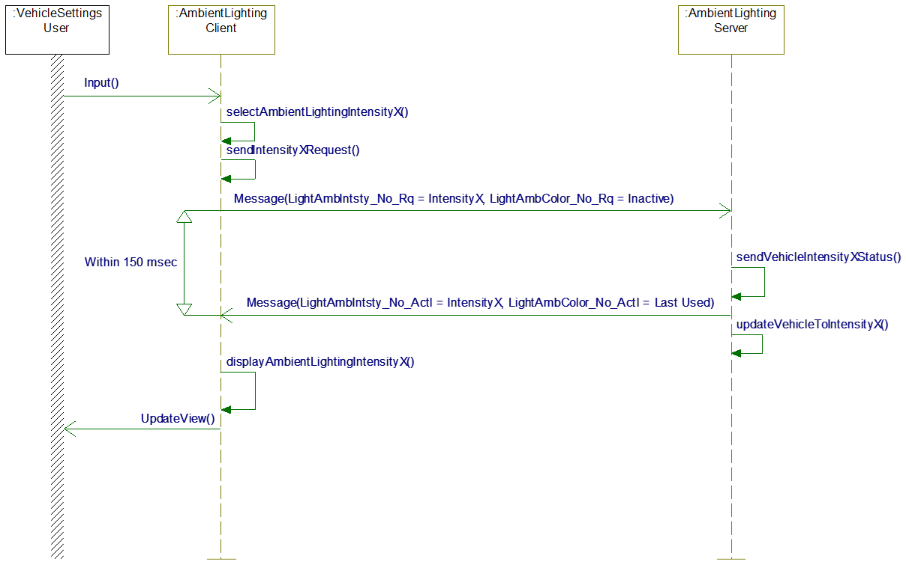 :VehicleSettings
User
:AmbientLighting
Client
:AmbientLighting
Server
Input()
selectAmbientLightingIntensityX()
sendIntensityXRequest()
Message(LightAmbIntsty_No_Rq = IntensityX, LightAmbColor_No_Rq = Inactive)
Within 150 msec
sendVehicleIntensityXStatus()
Message(LightAmbIntsty_No_Actl = IntensityX, LightAmbColor_No_Actl = Last Used)
updateVehicleToIntensityX()
displayAmbientLightingIntensityX()
UpdateView()